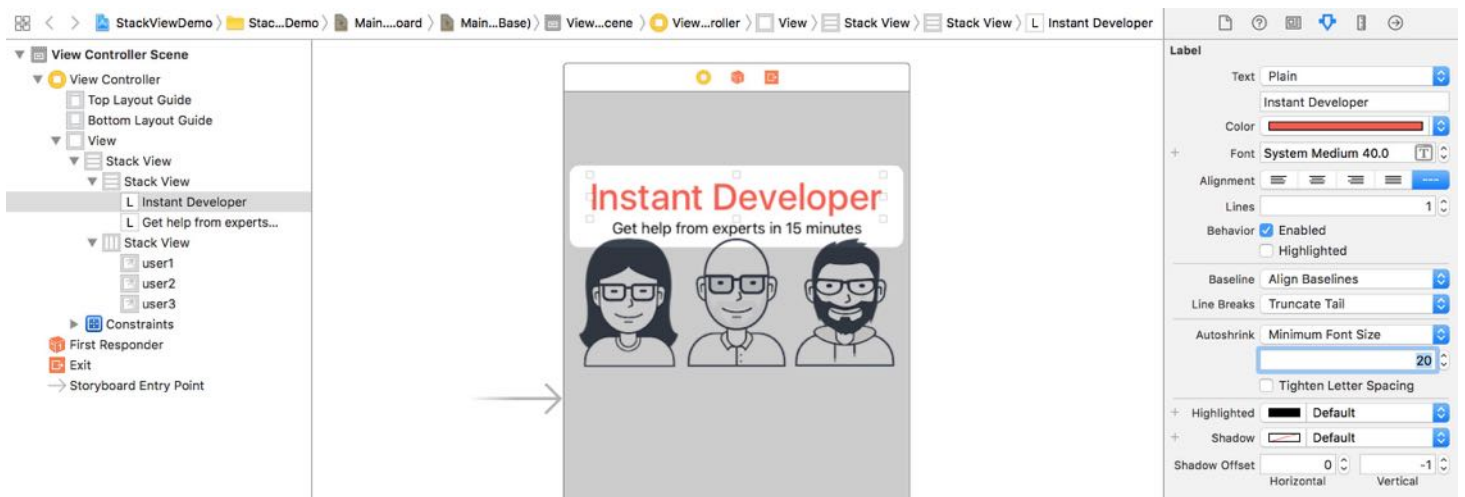 StackViewDemo Stac...Demo Main....oard Main...Base) View...cene View...roller View Stack View Stack View L Instant Developer
View Controller Scene
View Controller
Top Layout Guide
Bottom Layout Guide
View
Stack View
Stack View
L Instant Developer
L Get help from experts...
Stack View
user1
user2
user3
Constraints
First Responder
Exit
Storyboard Entry Point
Instant Developer
Get help from experts in 15 minutes
Label
Text Plain
Instant Developer
Color
+ Font System Medium 40.0 T
Alignment ---
Lines 1
Behavior Enabled
Highlighted
Baseline Align Baselines
Line Breaks Truncate Tail
Autoshrink Minimum Font Size
20
Tighten Letter Spacing
+ Highlighted Default
+ Shadow Default
Shadow Offset 0 -1
Horizontal Vertical